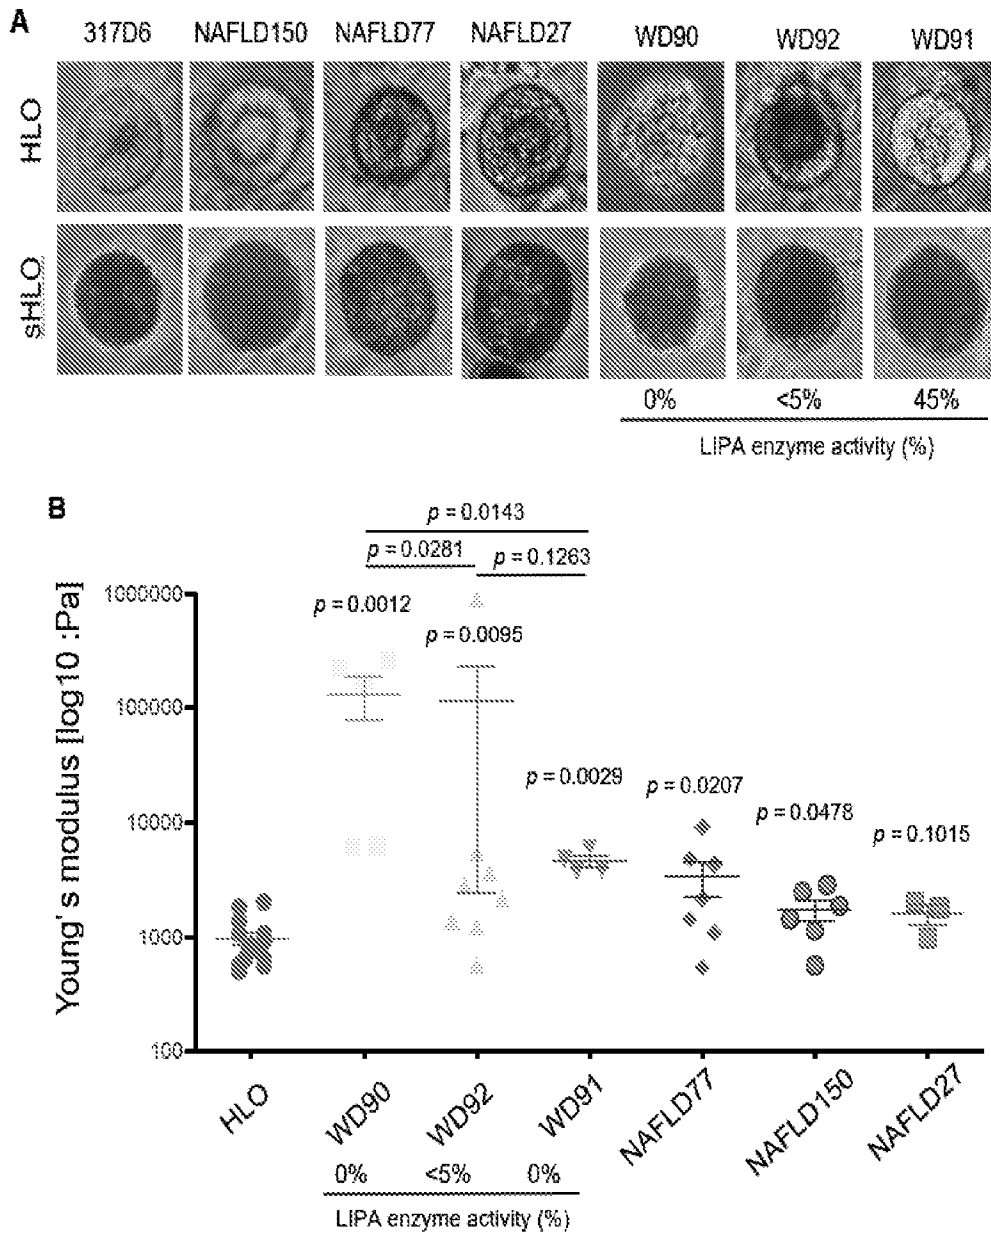 A
317D6 NAFLD150 NAFLD77 NAFLD27 WD90 WD92 WD91
HLO
sHLO
0% <5% 45%
LIPA enzyme activity (%)
B
p = 0.0143
p = 0.0281 p = 0.1263
p = 0.0012
p = 0.0095
p = 0.0029
p = 0.0207
p = 0.0478
p = 0.1015
Young's modulus [log10 :Pa]
1000000
100000
10000
1000
100
HLO WD90 WD92 WD91 NAFLD77 NAFLD150 NAFLD27
0% <5% 0%
LIPA enzyme activity (%)